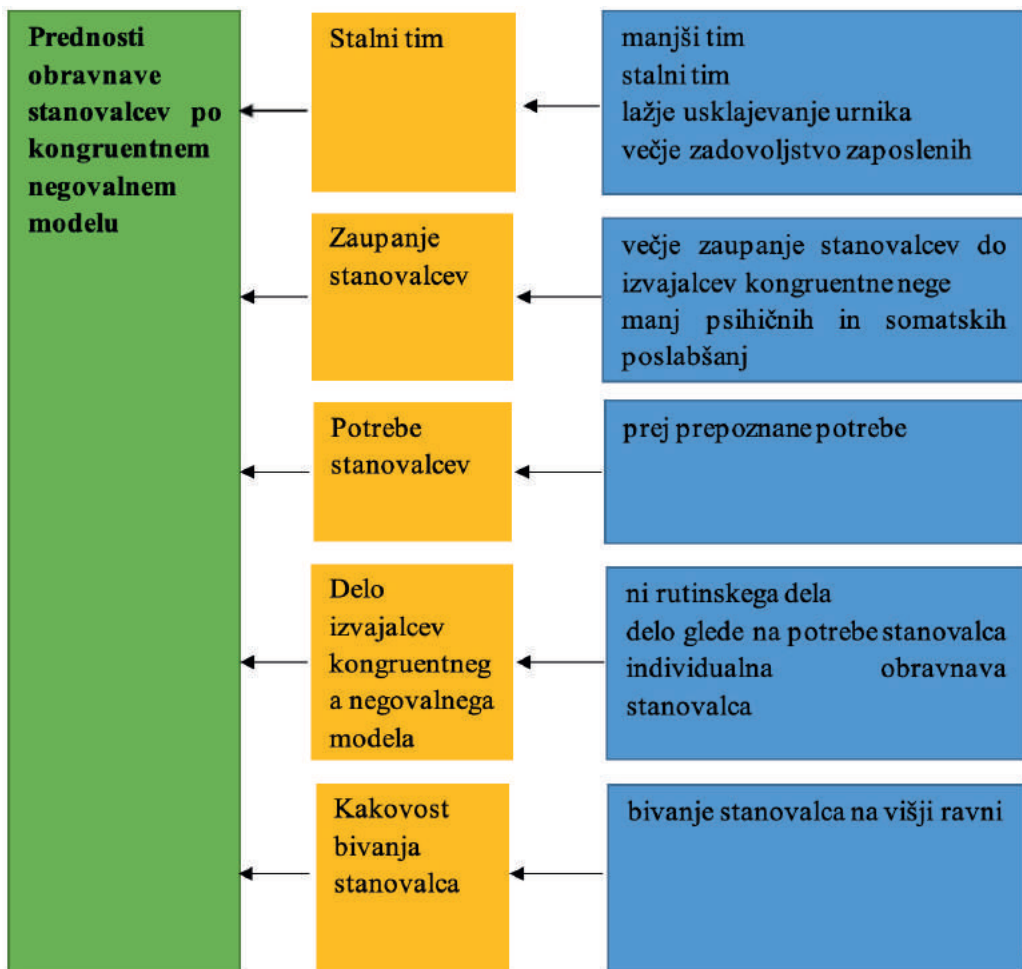 Prednosti
obravnave
stanovalcev po
kongruentnem
negovalnem
modelu
Stalni tim
manjši tim
stalni tim
lažje usklajevanje urnika
večje zadovoljstvo zaposlenih
Zaupanje
stanovalcev
večje zaupanje stanovalcev do
izvajalcev kongruentne nege
manj psihičnih in somatskih
poslabšanj
Potrebe
stanovalcev
prej prepoznane potrebe
Delo
izvajalcev
kongruentneg
a negovalnega
modela
ni rutinskega dela
delo glede na potrebe stanovalca
individualna obravnava
stanovalca
Kakovost
bivanja
stanovalca
bivanje stanovalca na višji ravni